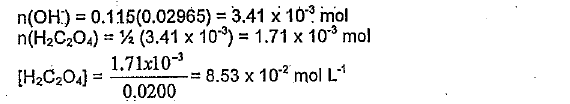 n(OH⁻) = 0.115(0.02965) = 3.41 x 10⁻³ mol
n(H₂C₂O₄) = ½ (3.41 x 10⁻³) = 1.71 x 10⁻³ mol
[H₂C₂O₄] = 1.71x10⁻³ / 0.0200 = 8.53 x 10⁻² mol L⁻¹